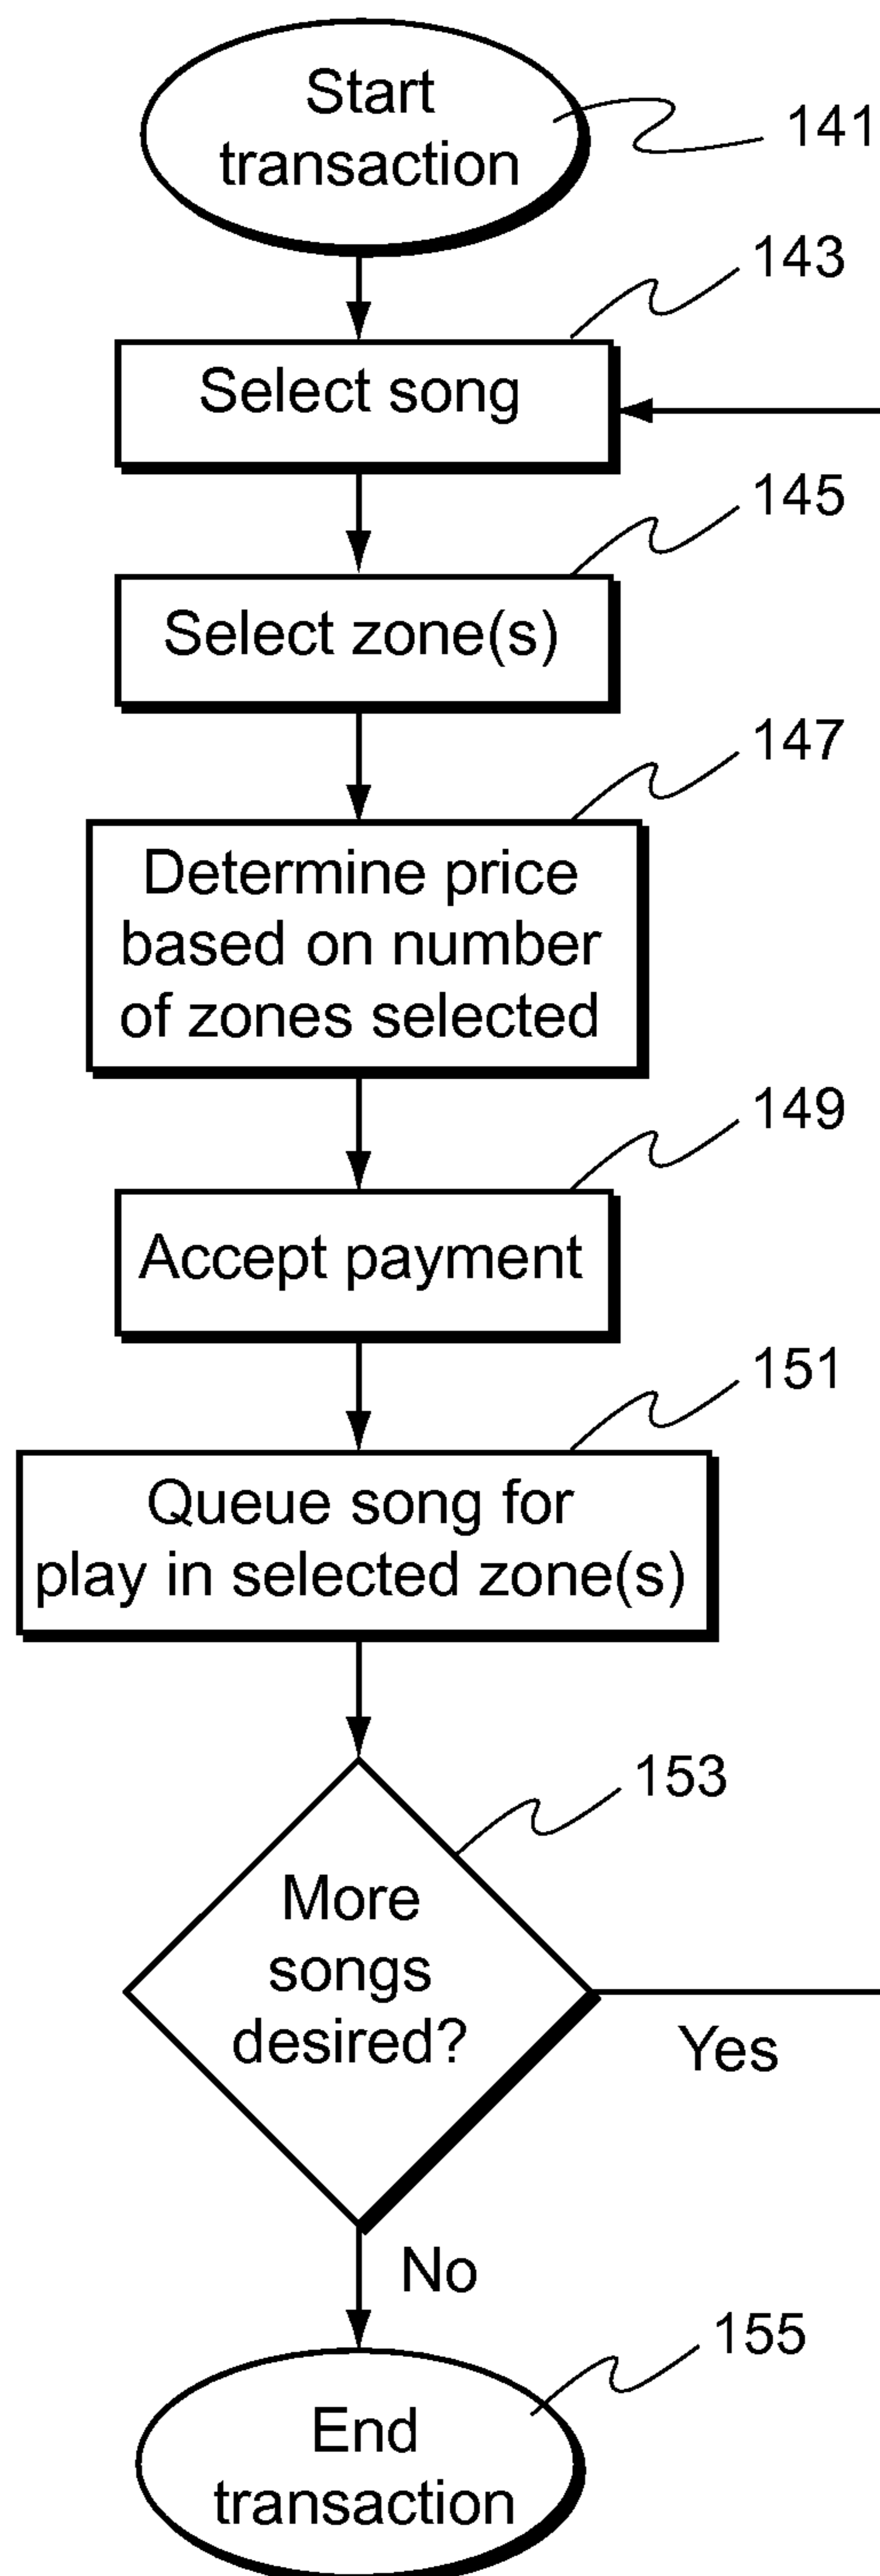 Start
transaction
141
143
Select song
145
Select zone(s)
147
Determine price
based on number
of zones selected
149
Accept payment
151
Queue song for
play in selected zone(s)
153
More
songs
desired?
Yes
No
155
End
transaction